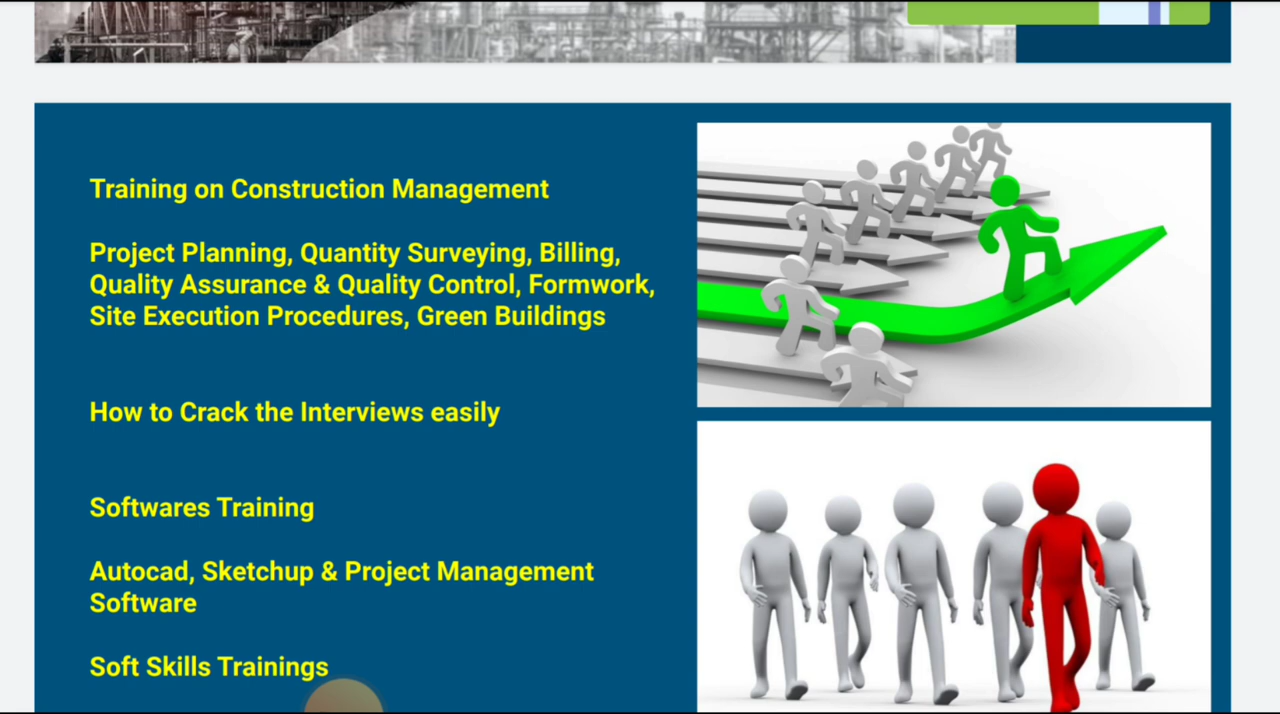 Training on Construction Management
Project Planning, Quantity Surveying, Billing,
Quality Assurance & Quality Control, Formwork,
Site Execution Procedures, Green Buildings
How to Crack the Interviews easily
Softwares Training
Autocad, Sketchup & Project Management
Software
Soft Skills Trainings